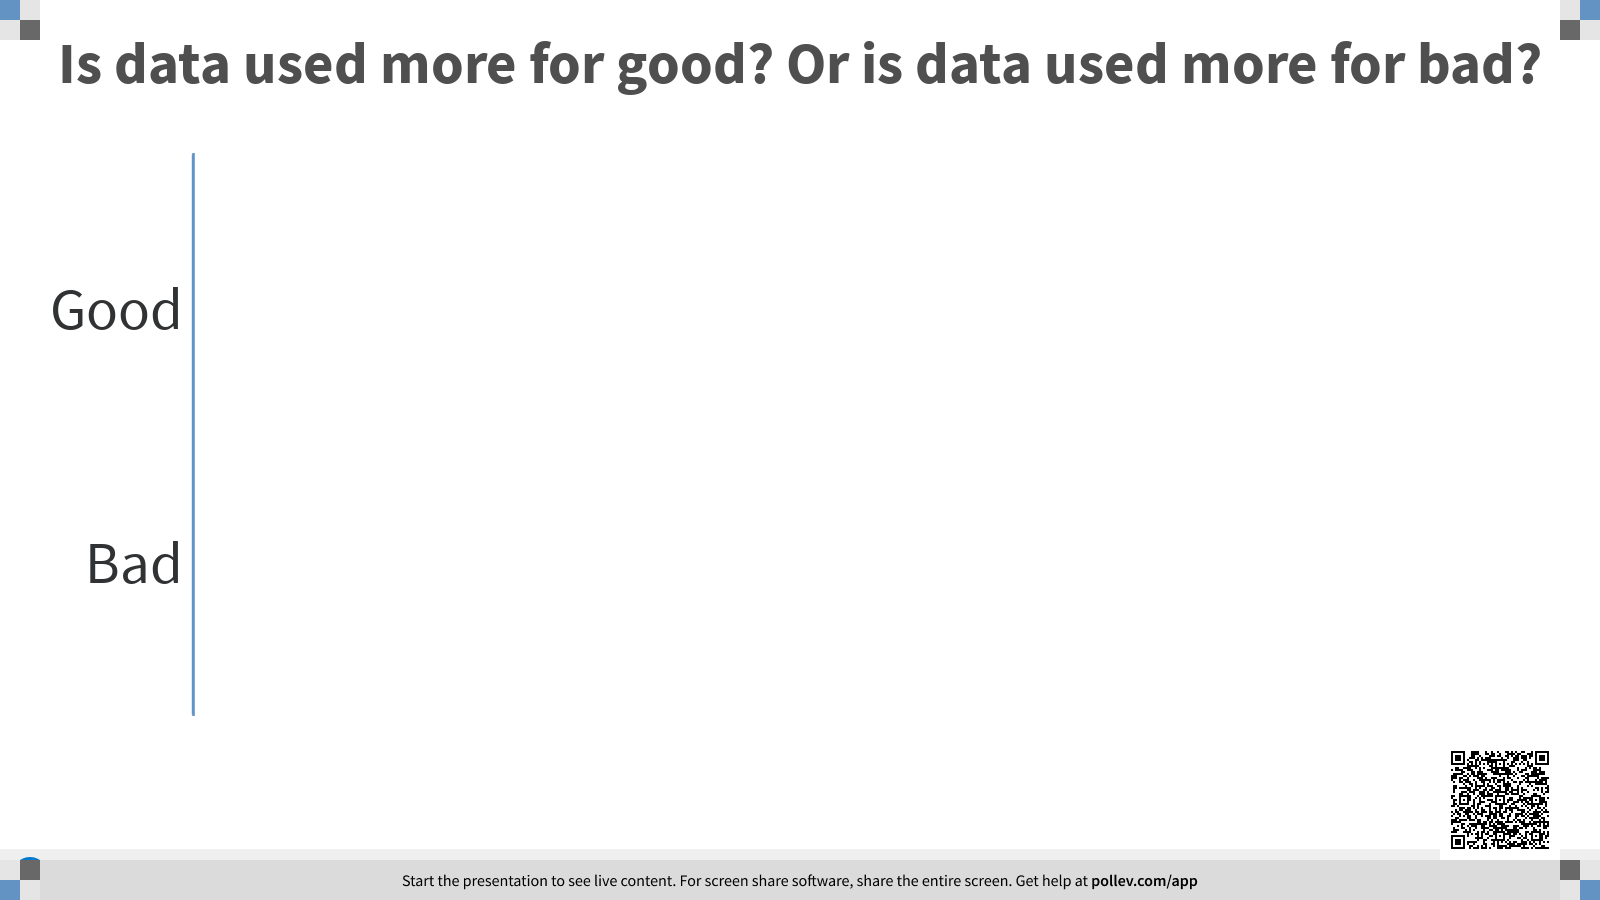 Is data used more for good? Or is data used more for bad?
Good
Bad
Start the presentation to see live content. For screen share software, share the entire screen. Get help at pollev.com/app